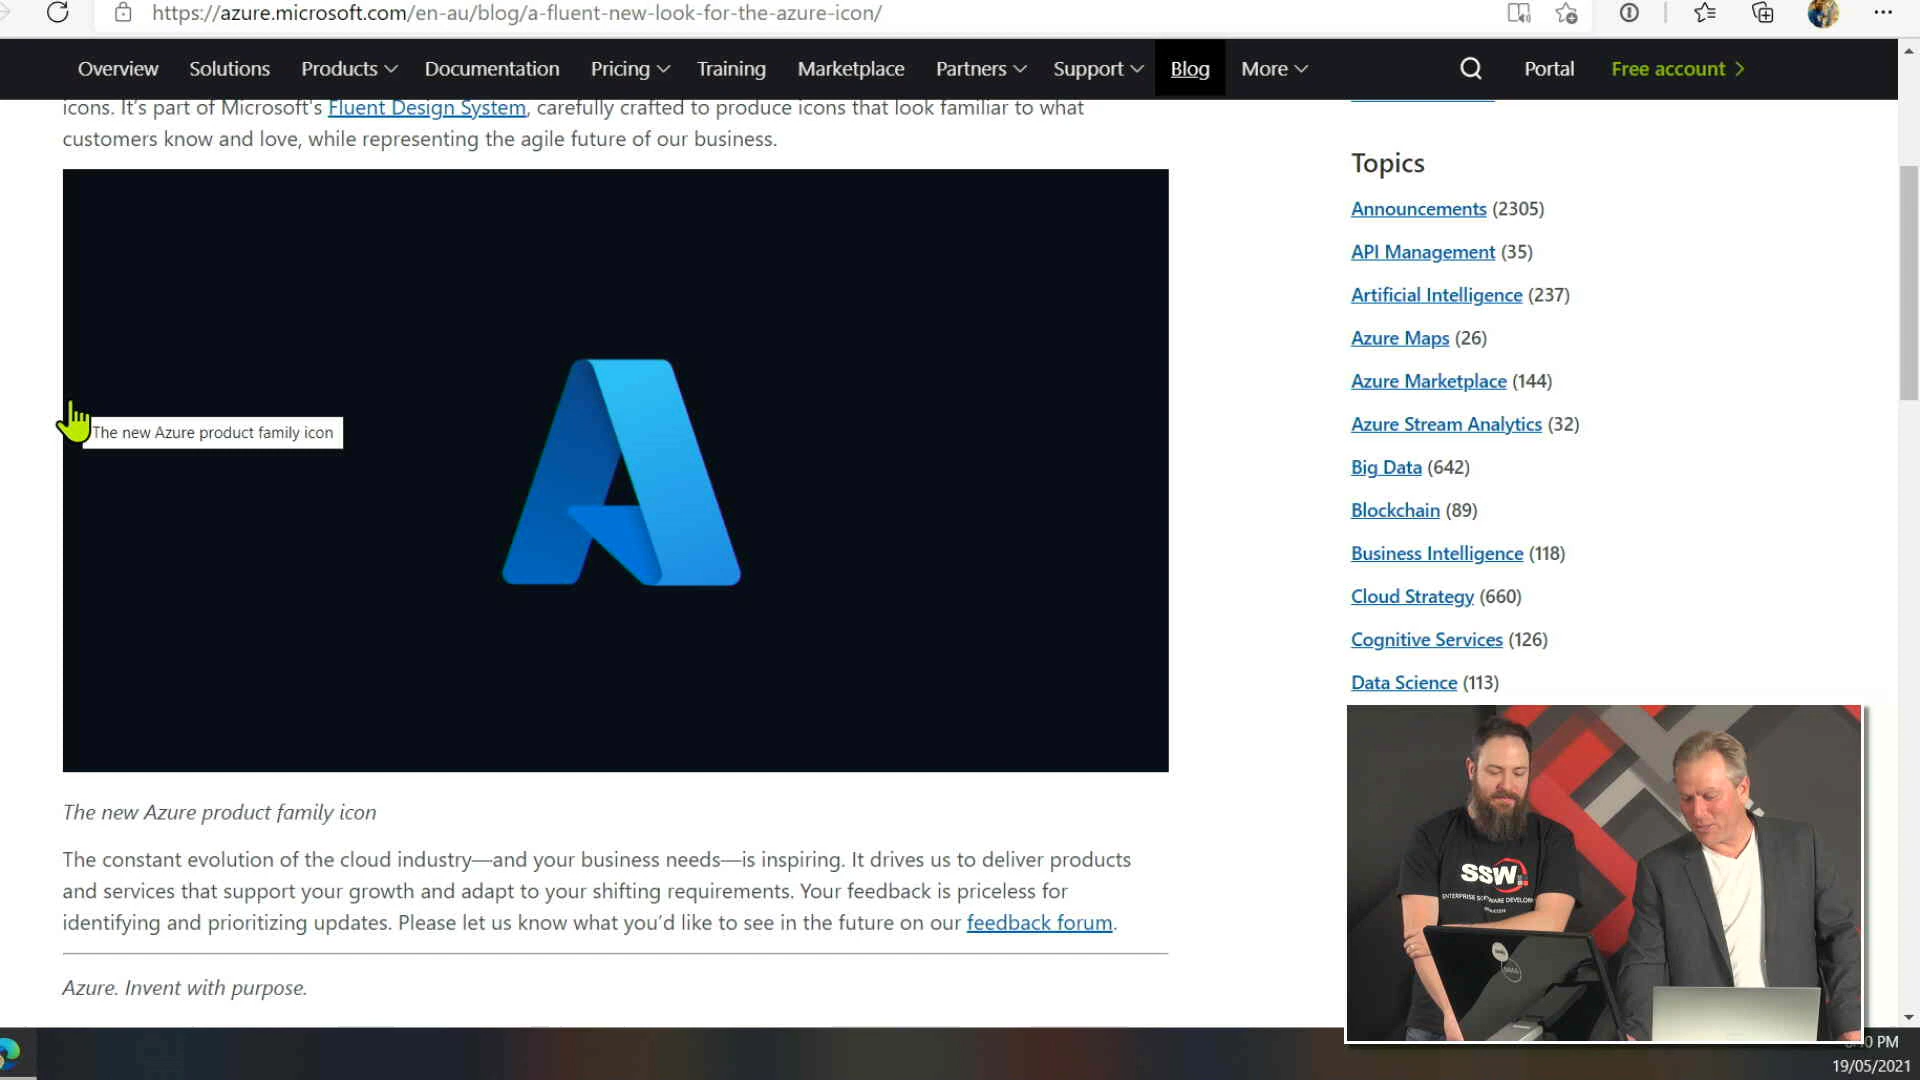 https://azure.microsoft.com/en-au/blog/a-fluent-new-look-for-the-azure-icon/
Overview Solutions Products Documentation Pricing Training Marketplace Partners Support Blog More Portal Free account
icons. It's part of Microsoft's Fluent Design System, carefully crafted to produce icons that look familiar to what
customers know and love, while representing the agile future of our business.
The new Azure product family icon
The new Azure product family icon
The constant evolution of the cloud industry—and your business needs—is inspiring. It drives us to deliver products
and services that support your growth and adapt to your shifting requirements. Your feedback is priceless for
identifying and prioritizing updates. Please let us know what you'd like to see in the future on our feedback forum.
Azure. Invent with purpose.
Topics
Announcements (2305)
API Management (35)
Artificial Intelligence (237)
Azure Maps (26)
Azure Marketplace (144)
Azure Stream Analytics (32)
Big Data (642)
Blockchain (89)
Business Intelligence (118)
Cloud Strategy (660)
Cognitive Services (126)
Data Science (113)
SSW
ENTERPRISE SOFTWARE DEVELOPMENT
PM
19/05/2021